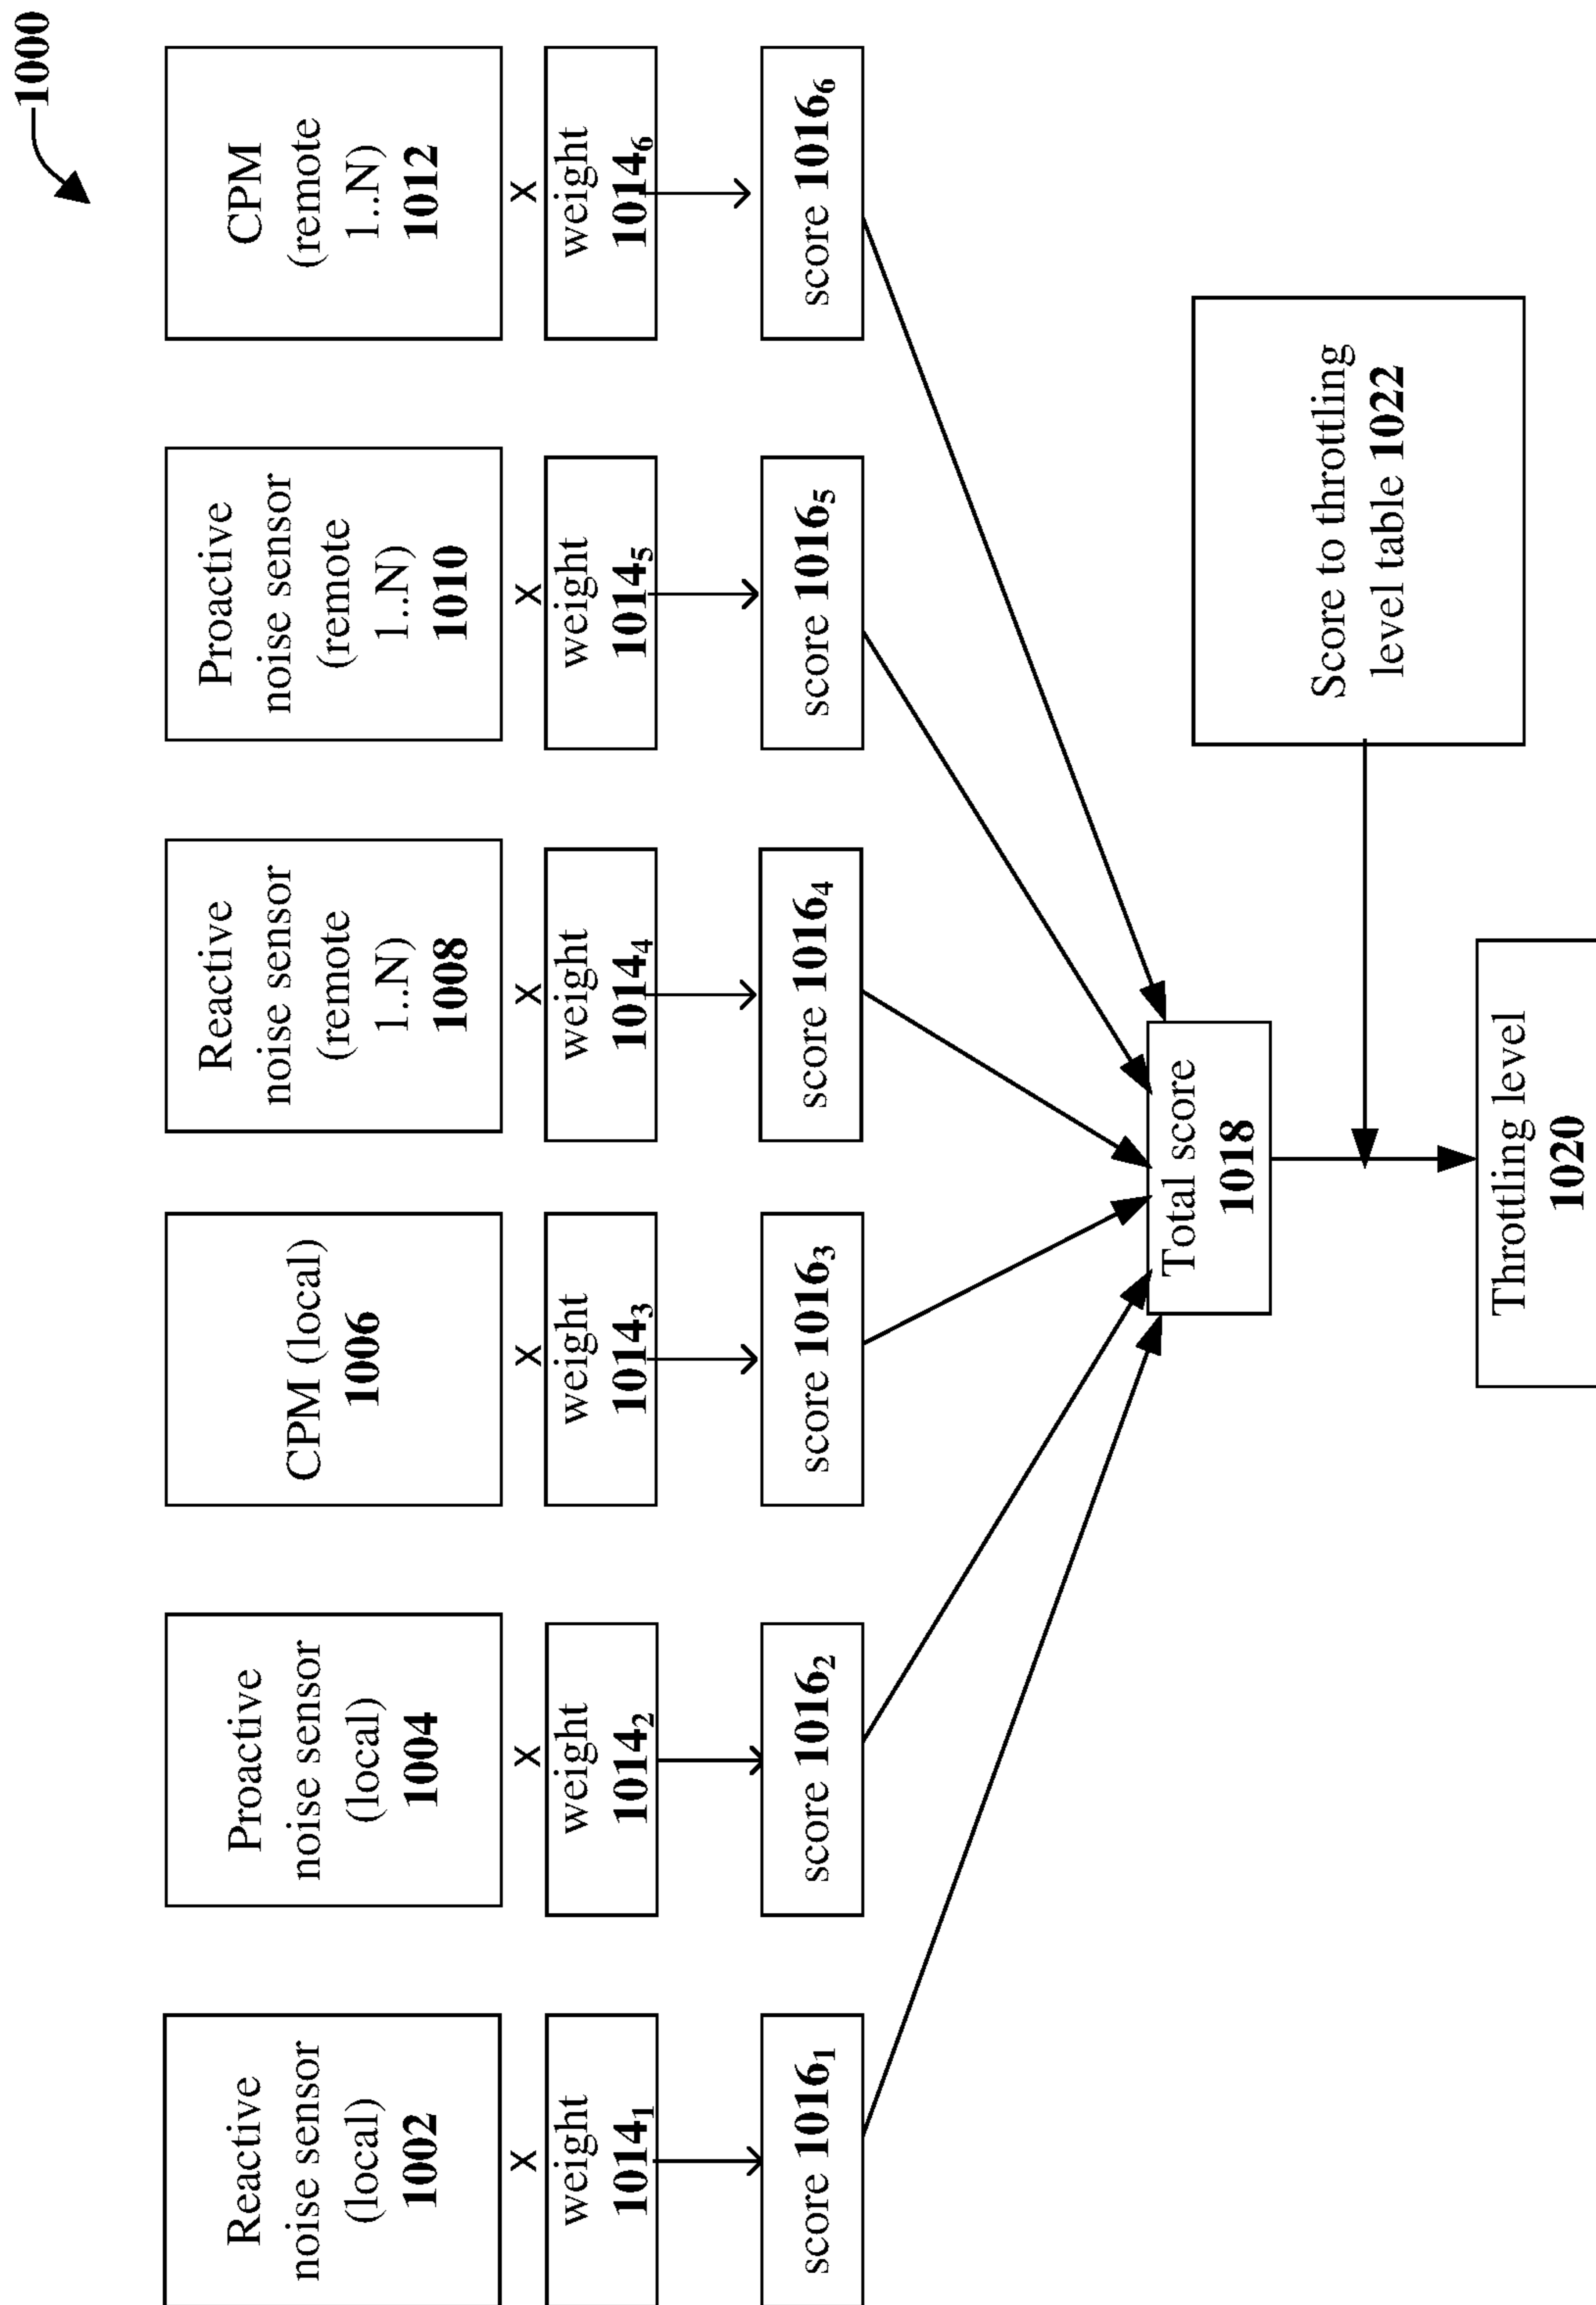 1000
Reactive
noise sensor
(local)
1002
Proactive
noise sensor
(local)
1004
CPM (local)
1006
Reactive
noise sensor
(remote
1..N)
1008
Proactive
noise sensor
(remote
1..N)
1010
CPM
(remote
1..N)
1012
X
X
X
X
X
X
weight
1014₁
weight
1014₂
weight
1014₃
weight
1014₄
weight
1014₅
weight
1014₆
score 1016₁
score 1016₂
score 1016₃
score 1016₄
score 1016₅
score 1016₆
Total score
1018
Score to throttling
level table 1022
Throttling level
1020